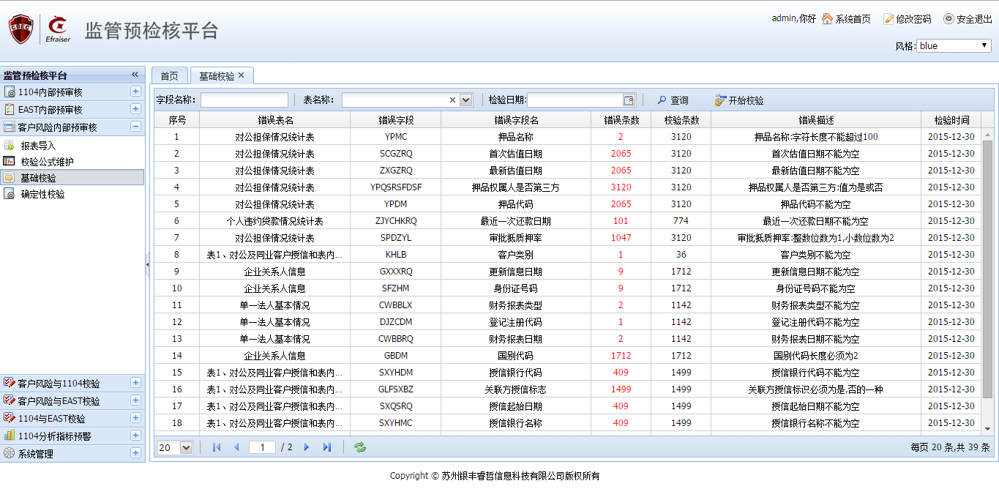 CBEC
Efraiser
监管预检核平台
admin,你好 系统首页 修改密码 安全退出
风格: blue
监管预检核平台
1104内部预审核
EAST内部预审核
客户风险内部预审核
报表导入
校验公式维护
基础校验
确定性校验
客户风险与1104校验
客户风险与EAST校验
1104与EAST校验
1104分析指标预警
系统管理
首页 基础校验
字段名称: 表名称: 检验日期: 查询 开始校验
序号 错误表名 错误字段 错误字段名 错误条数 校验条数 错误描述 检验时间
1 对公担保情况统计表 YPMC 押品名称 2 3120 押品名称:字符长度不能超过100 2015-12-30
2 对公担保情况统计表 SCGZRQ 首次估值日期 2065 3120 首次估值日期不能为空 2015-12-30
3 对公担保情况统计表 ZXGZRQ 最新估值日期 2065 3120 最新估值日期不能为空 2015-12-30
4 对公担保情况统计表 YPQSRSFDSF 押品权属人是否第三方 3120 3120 押品权属人是否第三方:值为是或否 2015-12-30
5 对公担保情况统计表 YPDM 押品代码 2065 3120 押品代码不能为空 2015-12-30
6 个人违约贷款情况统计表 ZJYCHKRQ 最近一次还款日期 101 774 最近一次还款日期不能为空 2015-12-30
7 对公担保情况统计表 SPDZYL 审批抵质押率 1047 3120 审批抵质押率:整数位数为1,小数位数为2 2015-12-30
8 表1、对公及同业客户授信和表内... KHLB 客户类别 1 36 客户类别不能为空 2015-12-30
9 企业关系人信息 GXXXRQ 更新信息日期 9 1712 更新信息日期不能为空 2015-12-30
10 企业关系人信息 SFZHM 身份证号码 9 1712 身份证号码不能为空 2015-12-30
11 单一法人基本情况 CWBBLX 财务报表类型 2 1142 财务报表类型不能为空 2015-12-30
12 单一法人基本情况 DJZCDM 登记注册代码 1 1142 登记注册代码不能为空 2015-12-30
13 单一法人基本情况 CWBBRQ 财务报表日期 2 1142 财务报表日期不能为空 2015-12-30
14 企业关系人信息 GBDM 国别代码 1712 1712 国别代码长度必须为2 2015-12-30
15 表1、对公及同业客户授信和表内... SXYHDM 授信银行代码 409 1499 授信银行代码不能为空 2015-12-30
16 表1、对公及同业客户授信和表内... GLFSXBZ 关联方授信标志 1499 1499 关联方授信标识必须为是,否的一种 2015-12-30
17 表1、对公及同业客户授信和表内... SXQSRQ 授信起始日期 409 1499 授信起始日期不能为空 2015-12-30
18 表1、对公及同业客户授信和表内... SXYHMC 授信银行名称 409 1499 授信银行名称不能为空 2015-12-30
20 1 / 2 每页 20 条,共 39 条
Copyright © 苏州银丰睿哲信息科技有限公司版权所有